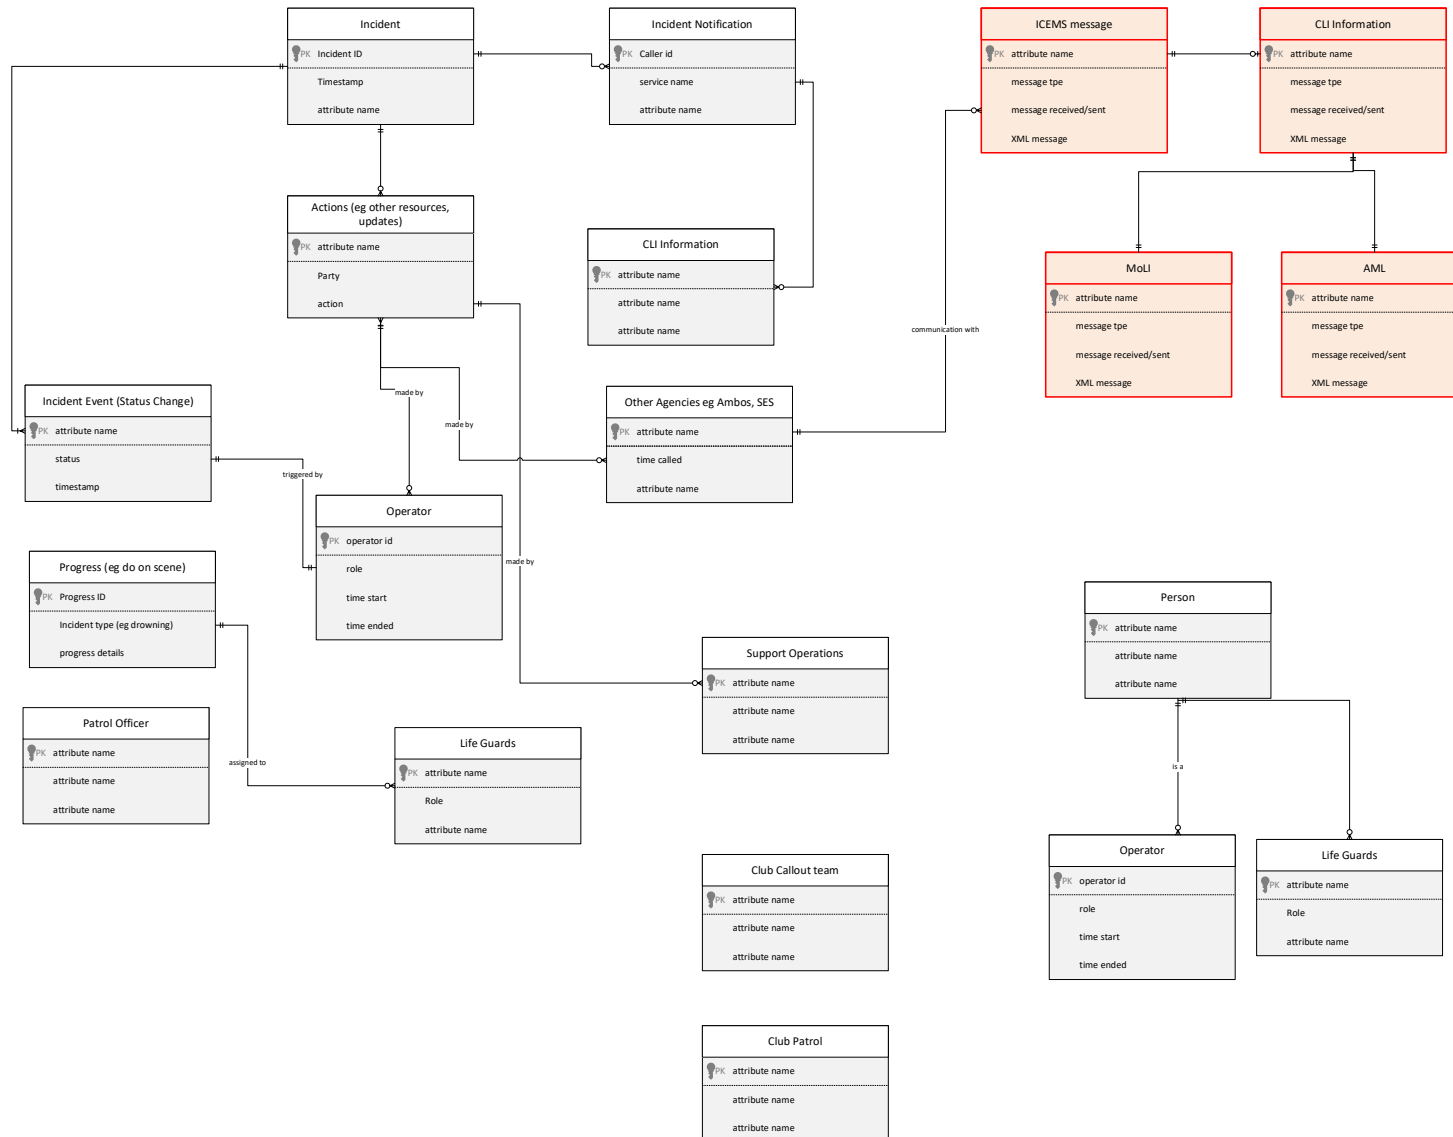 Incident
PK Incident ID
Timestamp
attribute name
Incident Notification
PK Caller id
service name
attribute name
ICEMS message
PK attribute name
message tpe
message received/sent
XML message
CLI Information
PK attribute name
message tpe
message received/sent
XML message
Actions (eg other resources,
updates)
PK attribute name
Party
action
CLI Information
PK attribute name
attribute name
attribute name
MoLI
PK attribute name
message tpe
message received/sent
XML message
AML
PK attribute name
message tpe
message received/sent
XML message
communication with
Incident Event (Status Change)
PK attribute name
status
timestamp
made by
made by
Other Agencies eg Ambos, SES
PK attribute name
time called
attribute name
triggered by
Operator
PK operator id
role
time start
time ended
made by
Progress (eg do on scene)
PK Progress ID
Incident type (eg drowning)
progress details
Person
PK attribute name
attribute name
attribute name
Support Operations
PK attribute name
attribute name
attribute name
Patrol Officer
PK attribute name
attribute name
attribute name
assigned to
Life Guards
PK attribute name
Role
attribute name
is a
Operator
PK operator id
role
time start
time ended
Life Guards
PK attribute name
Role
attribute name
Club Callout team
PK attribute name
attribute name
attribute name
Club Patrol
PK attribute name
attribute name
attribute name